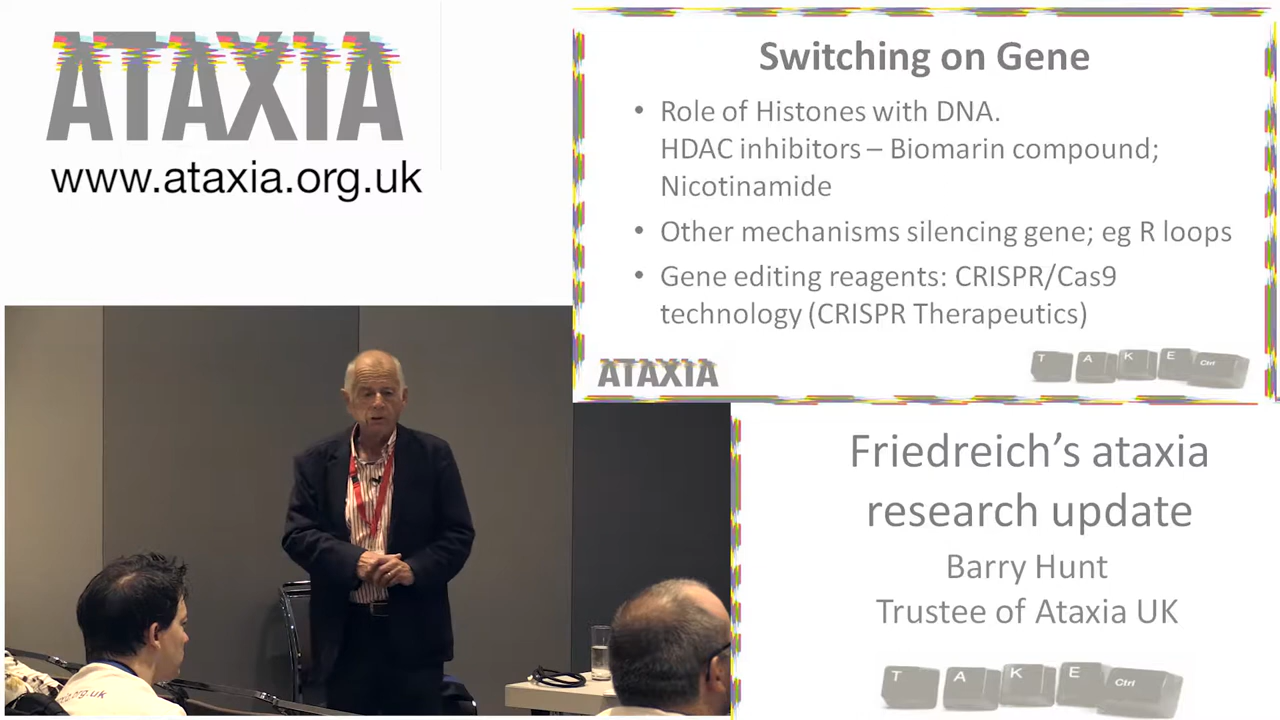 ATAXIA
www.ataxia.org.uk
Switching on Gene
• Role of Histones with DNA.
HDAC inhibitors – Biomarin compound;
Nicotinamide
• Other mechanisms silencing gene; eg R loops
• Gene editing reagents: CRISPR/Cas9
technology (CRISPR Therapeutics)
ATAXIA
T A K E Ctrl
Friedreich’s ataxia
research update
Barry Hunt
Trustee of Ataxia UK
T A K E Ctrl